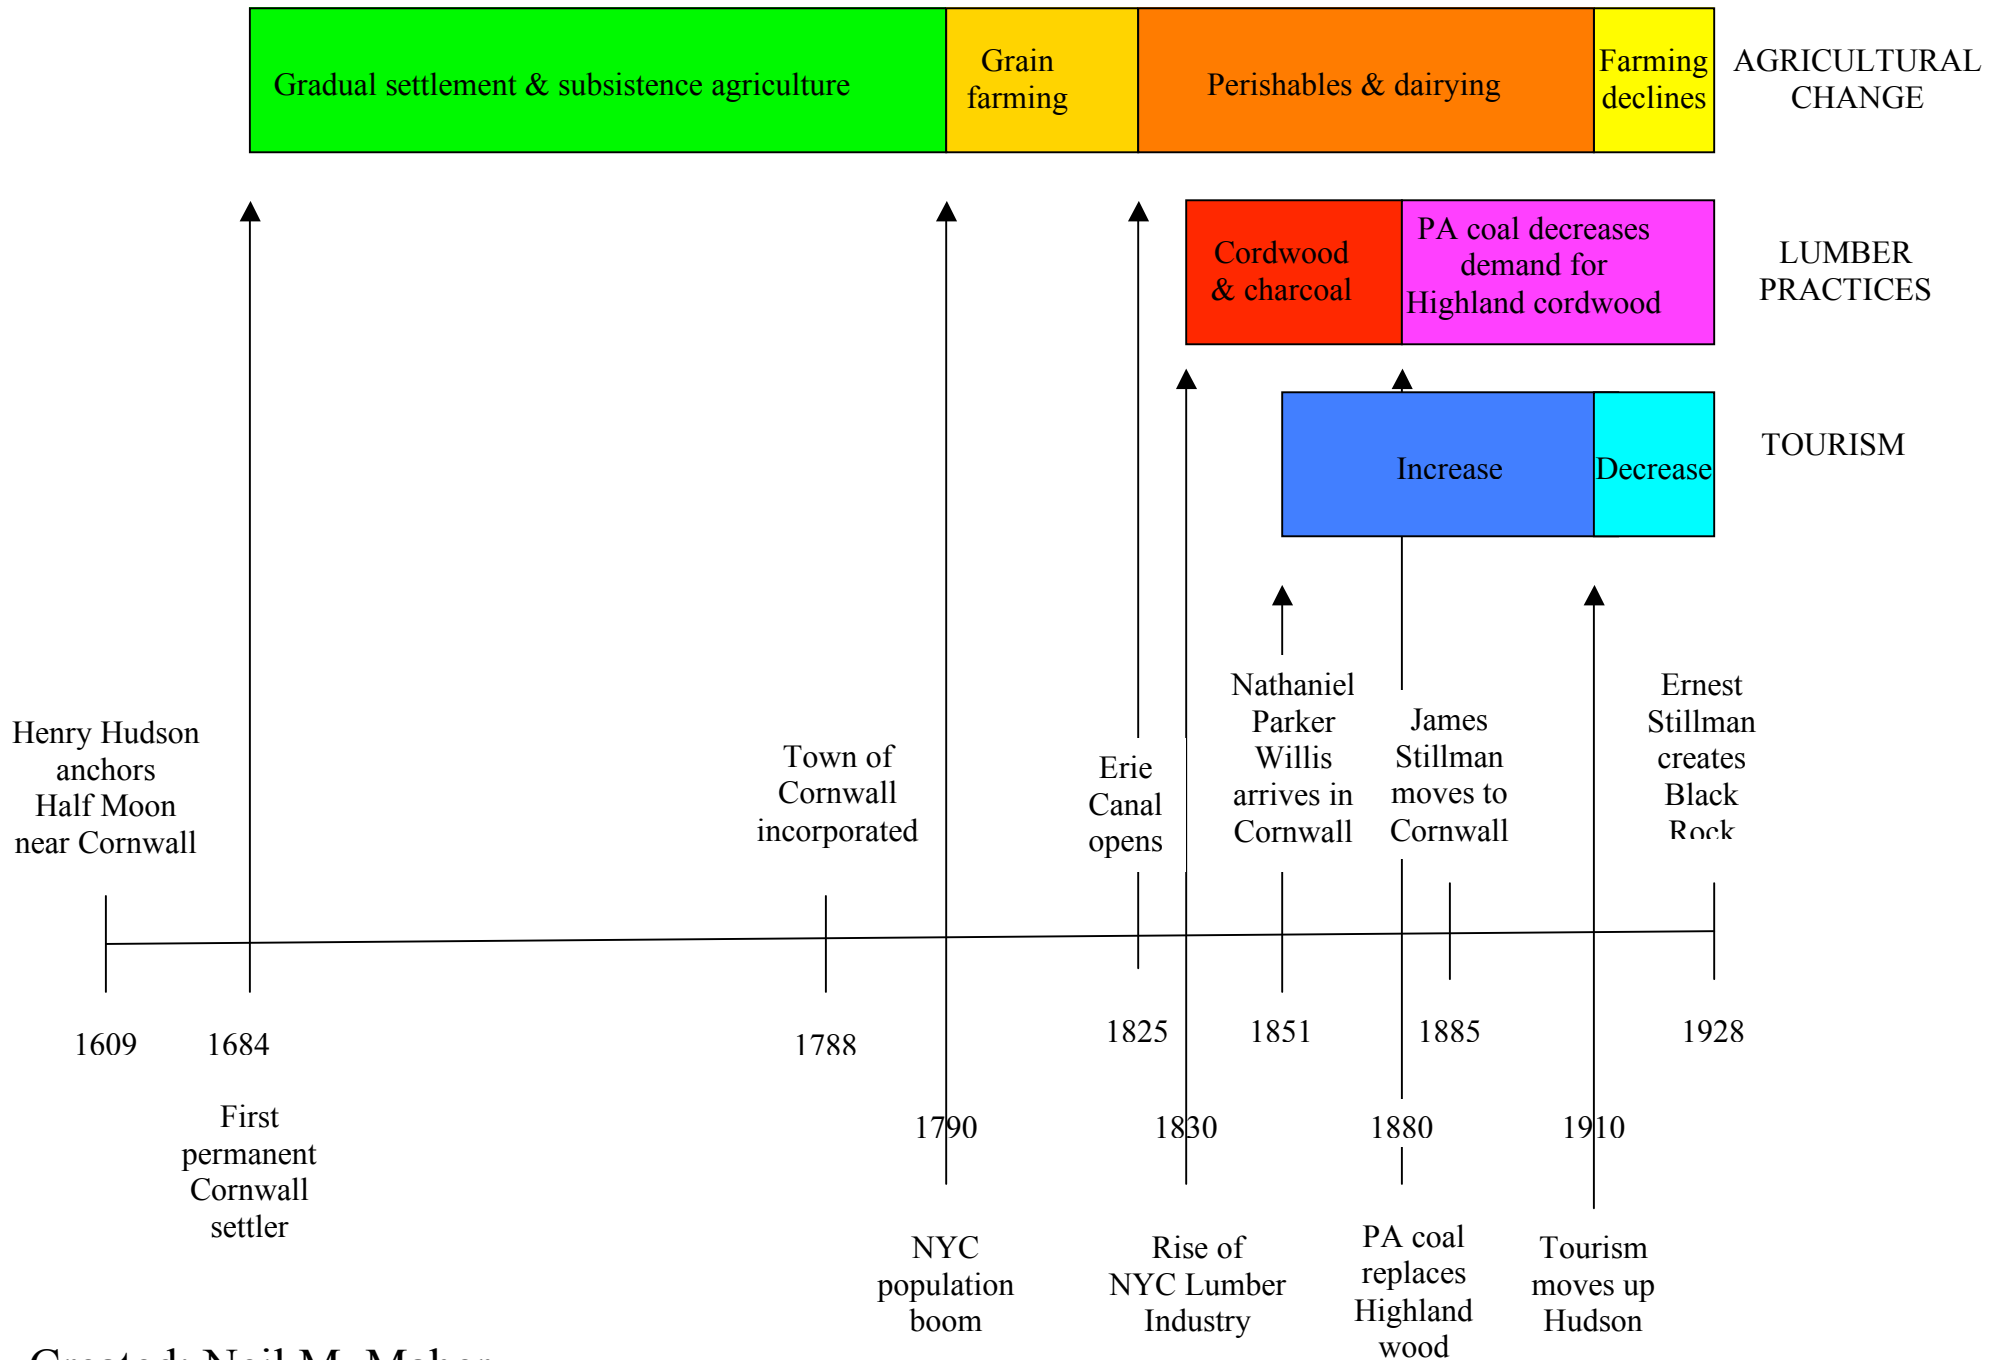 Gradual settlement & subsistence agriculture
Grain
farming
Perishables & dairying
Farming
declines
AGRICULTURAL
CHANGE
Cordwood
& charcoal
PA coal decreases
demand for
Highland cordwood
LUMBER
PRACTICES
Increase
Decrease
TOURISM
Henry Hudson
anchors
Half Moon
near Cornwall
Town of
Cornwall
incorporated
Erie
Canal
opens
Nathaniel
Parker
Willis
arrives in
Cornwall
James
Stillman
moves to
Cornwall
Ernest
Stillman
creates
Black
Rock
1609
1684
1788
1825
1851
1885
1928
1790
1830
1880
1910
First
permanent
Cornwall
settler
NYC
population
boom
Rise of
NYC Lumber
Industry
PA coal
replaces
Highland
wood
Tourism
moves up
Hudson
Created: Neil M. Maher